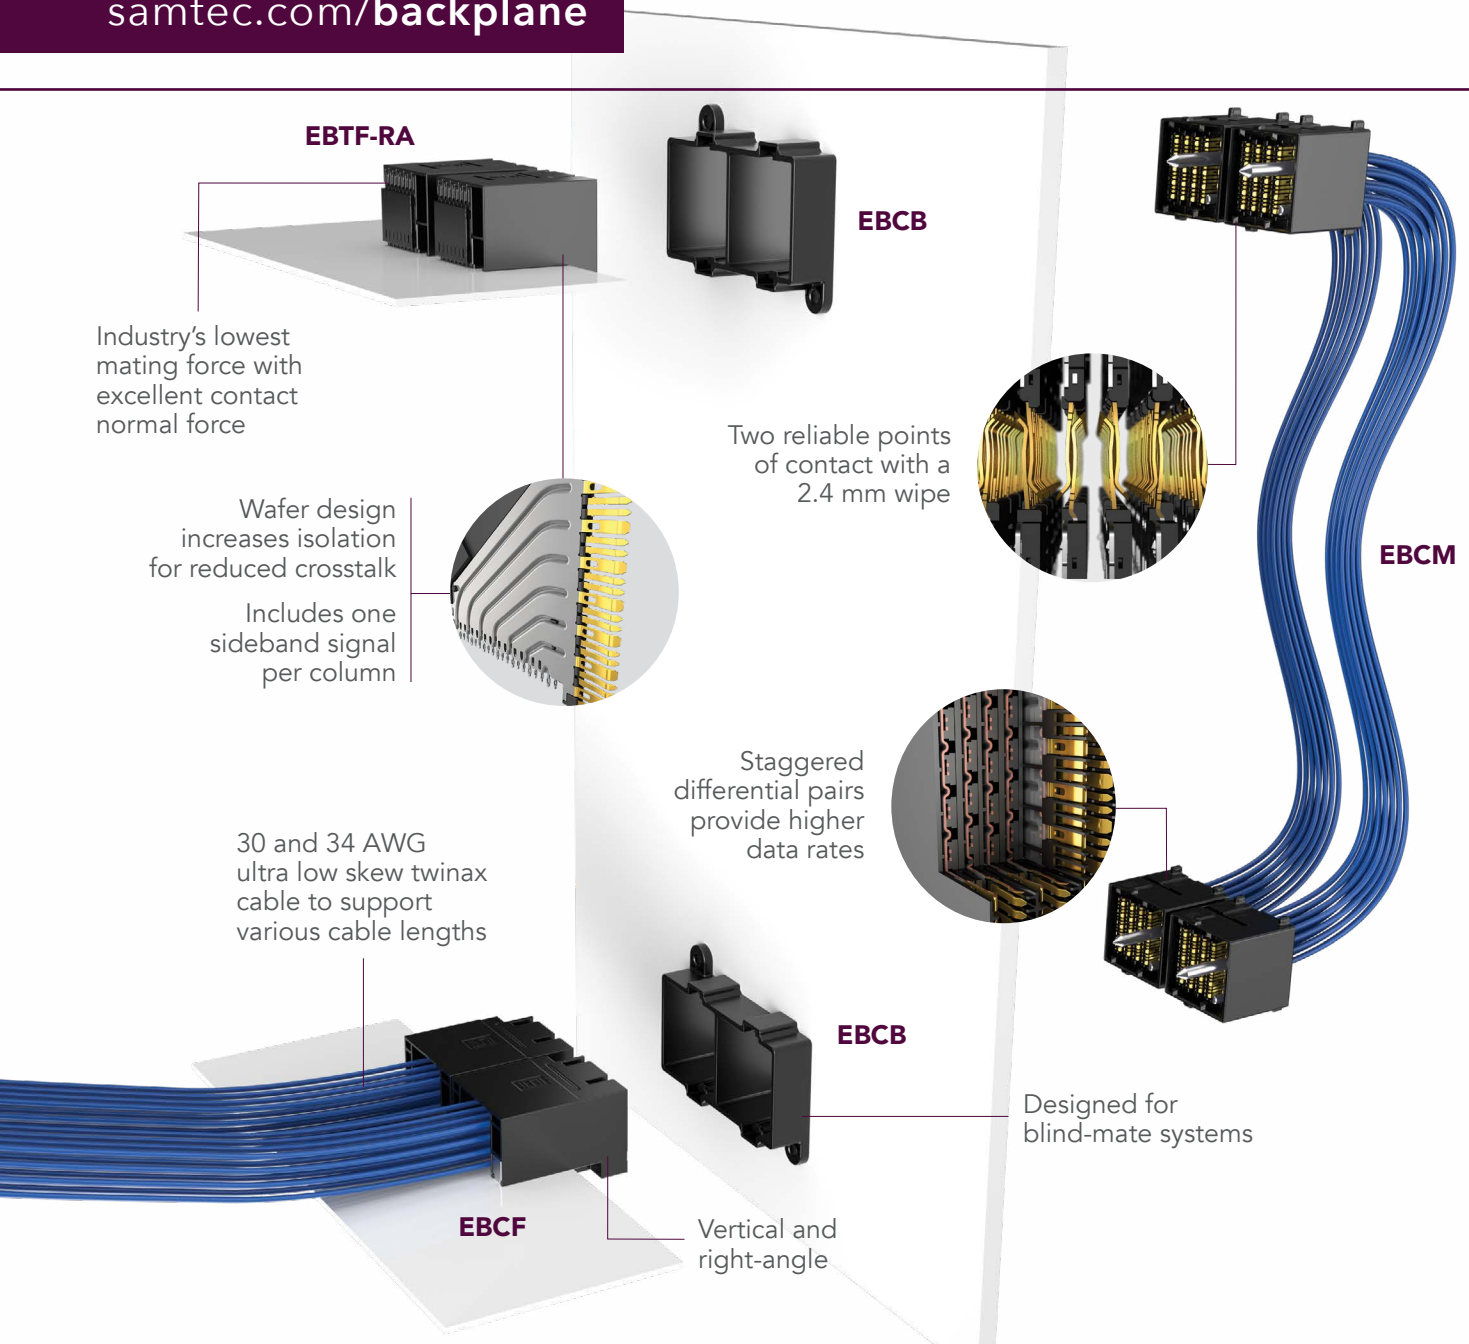 samtec.com/backplane
EBTF-RA
EBCB
Industry's lowest
mating force with
excellent contact
normal force
Two reliable points
of contact with a
2.4 mm wipe
Wafer design
increases isolation
for reduced crosstalk
Includes one
sideband signal
per column
EBCM
Staggered
differential pairs
provide higher
data rates
30 and 34 AWG
ultra low skew twinax
cable to support
various cable lengths
EBCB
Designed for
blind-mate systems
EBCF
Vertical and
right-angle